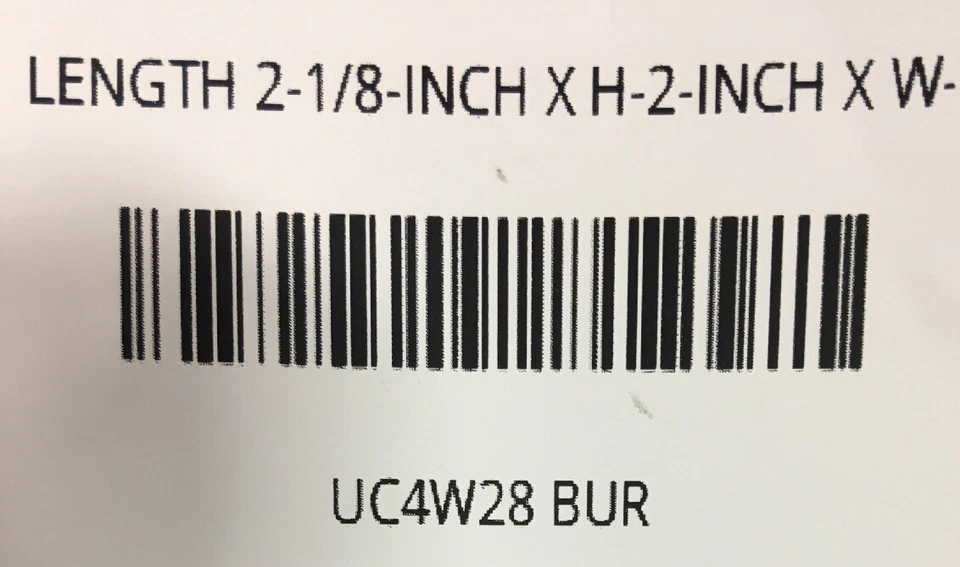 LENGTH 2-1/8-INCH X H-2-INCH X W-
UC4W28 BUR